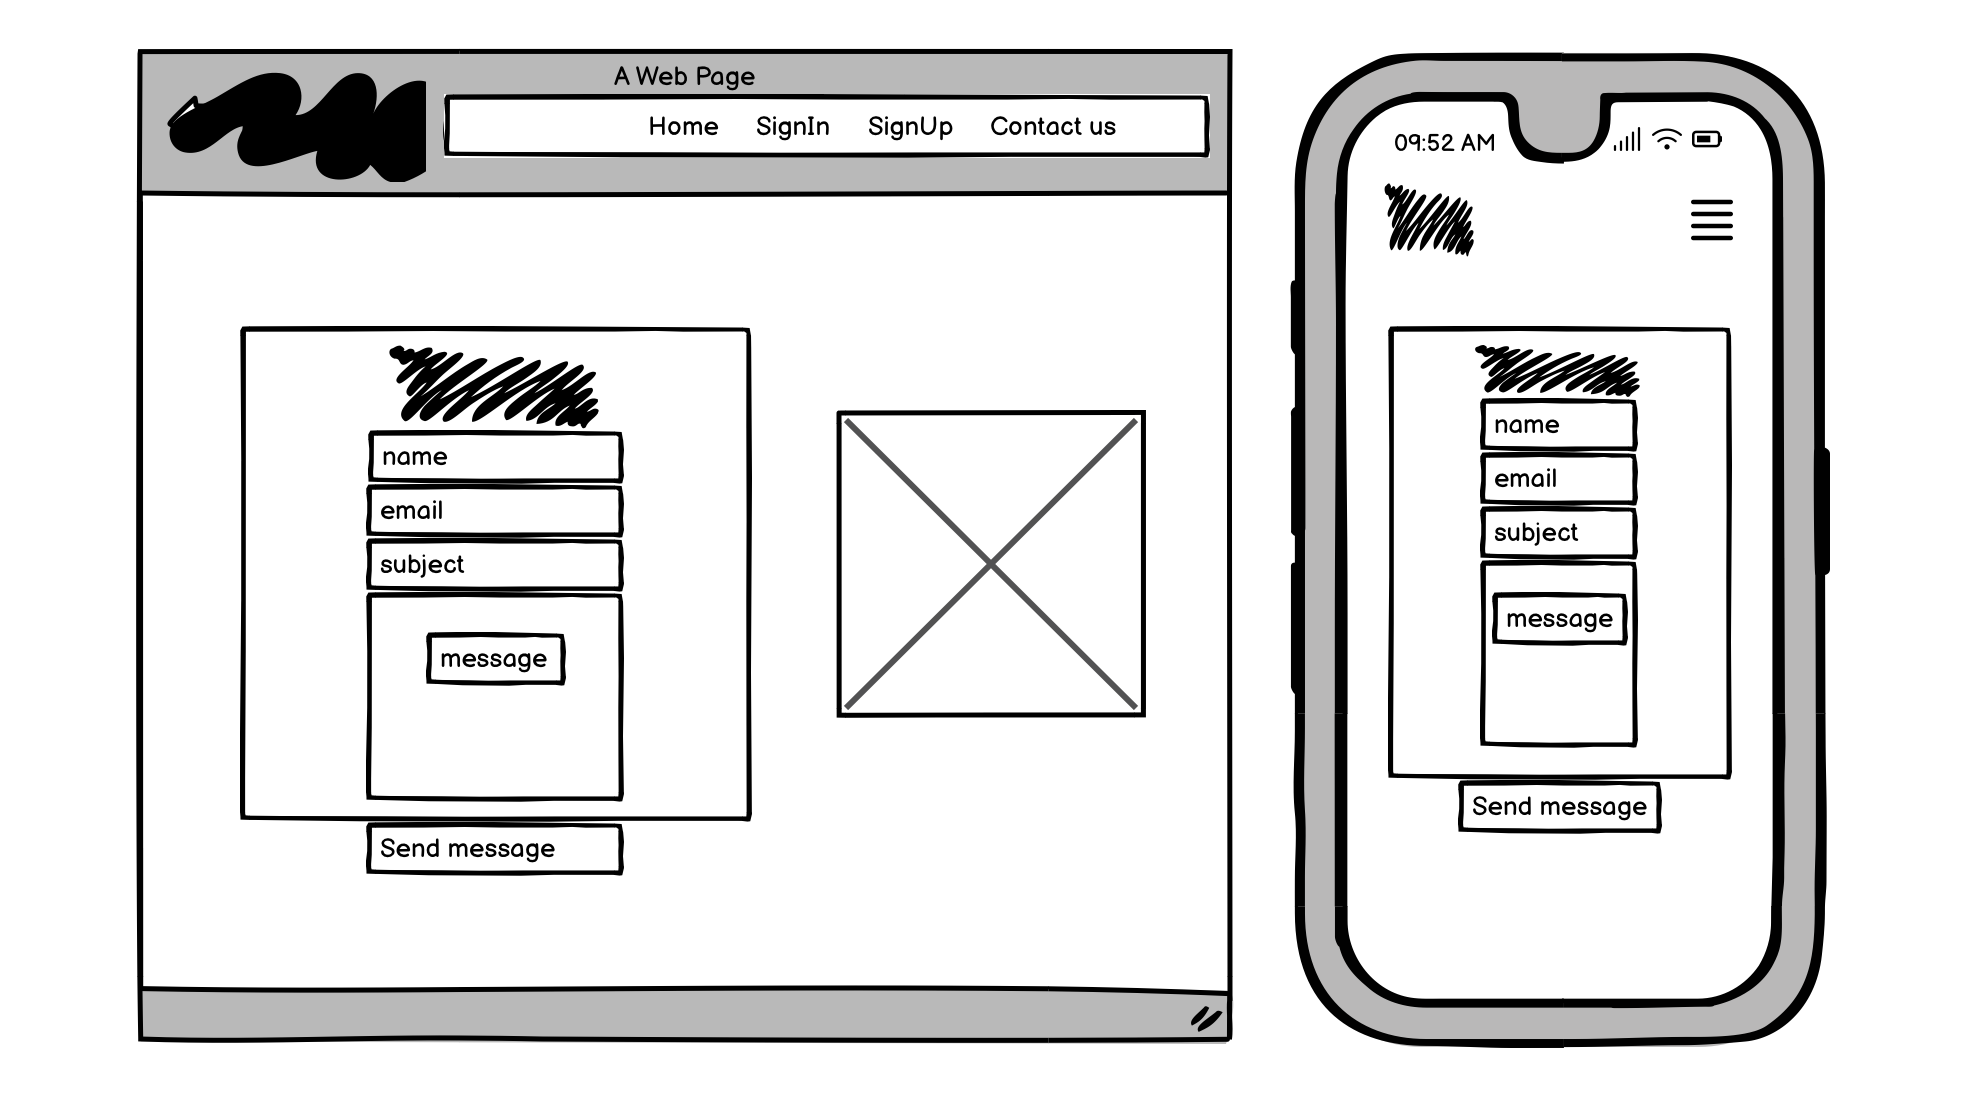 A Web Page
Home SignIn SignUp Contact us
name
email
subject
message
Send message
09:52 AM
name
email
subject
message
Send message